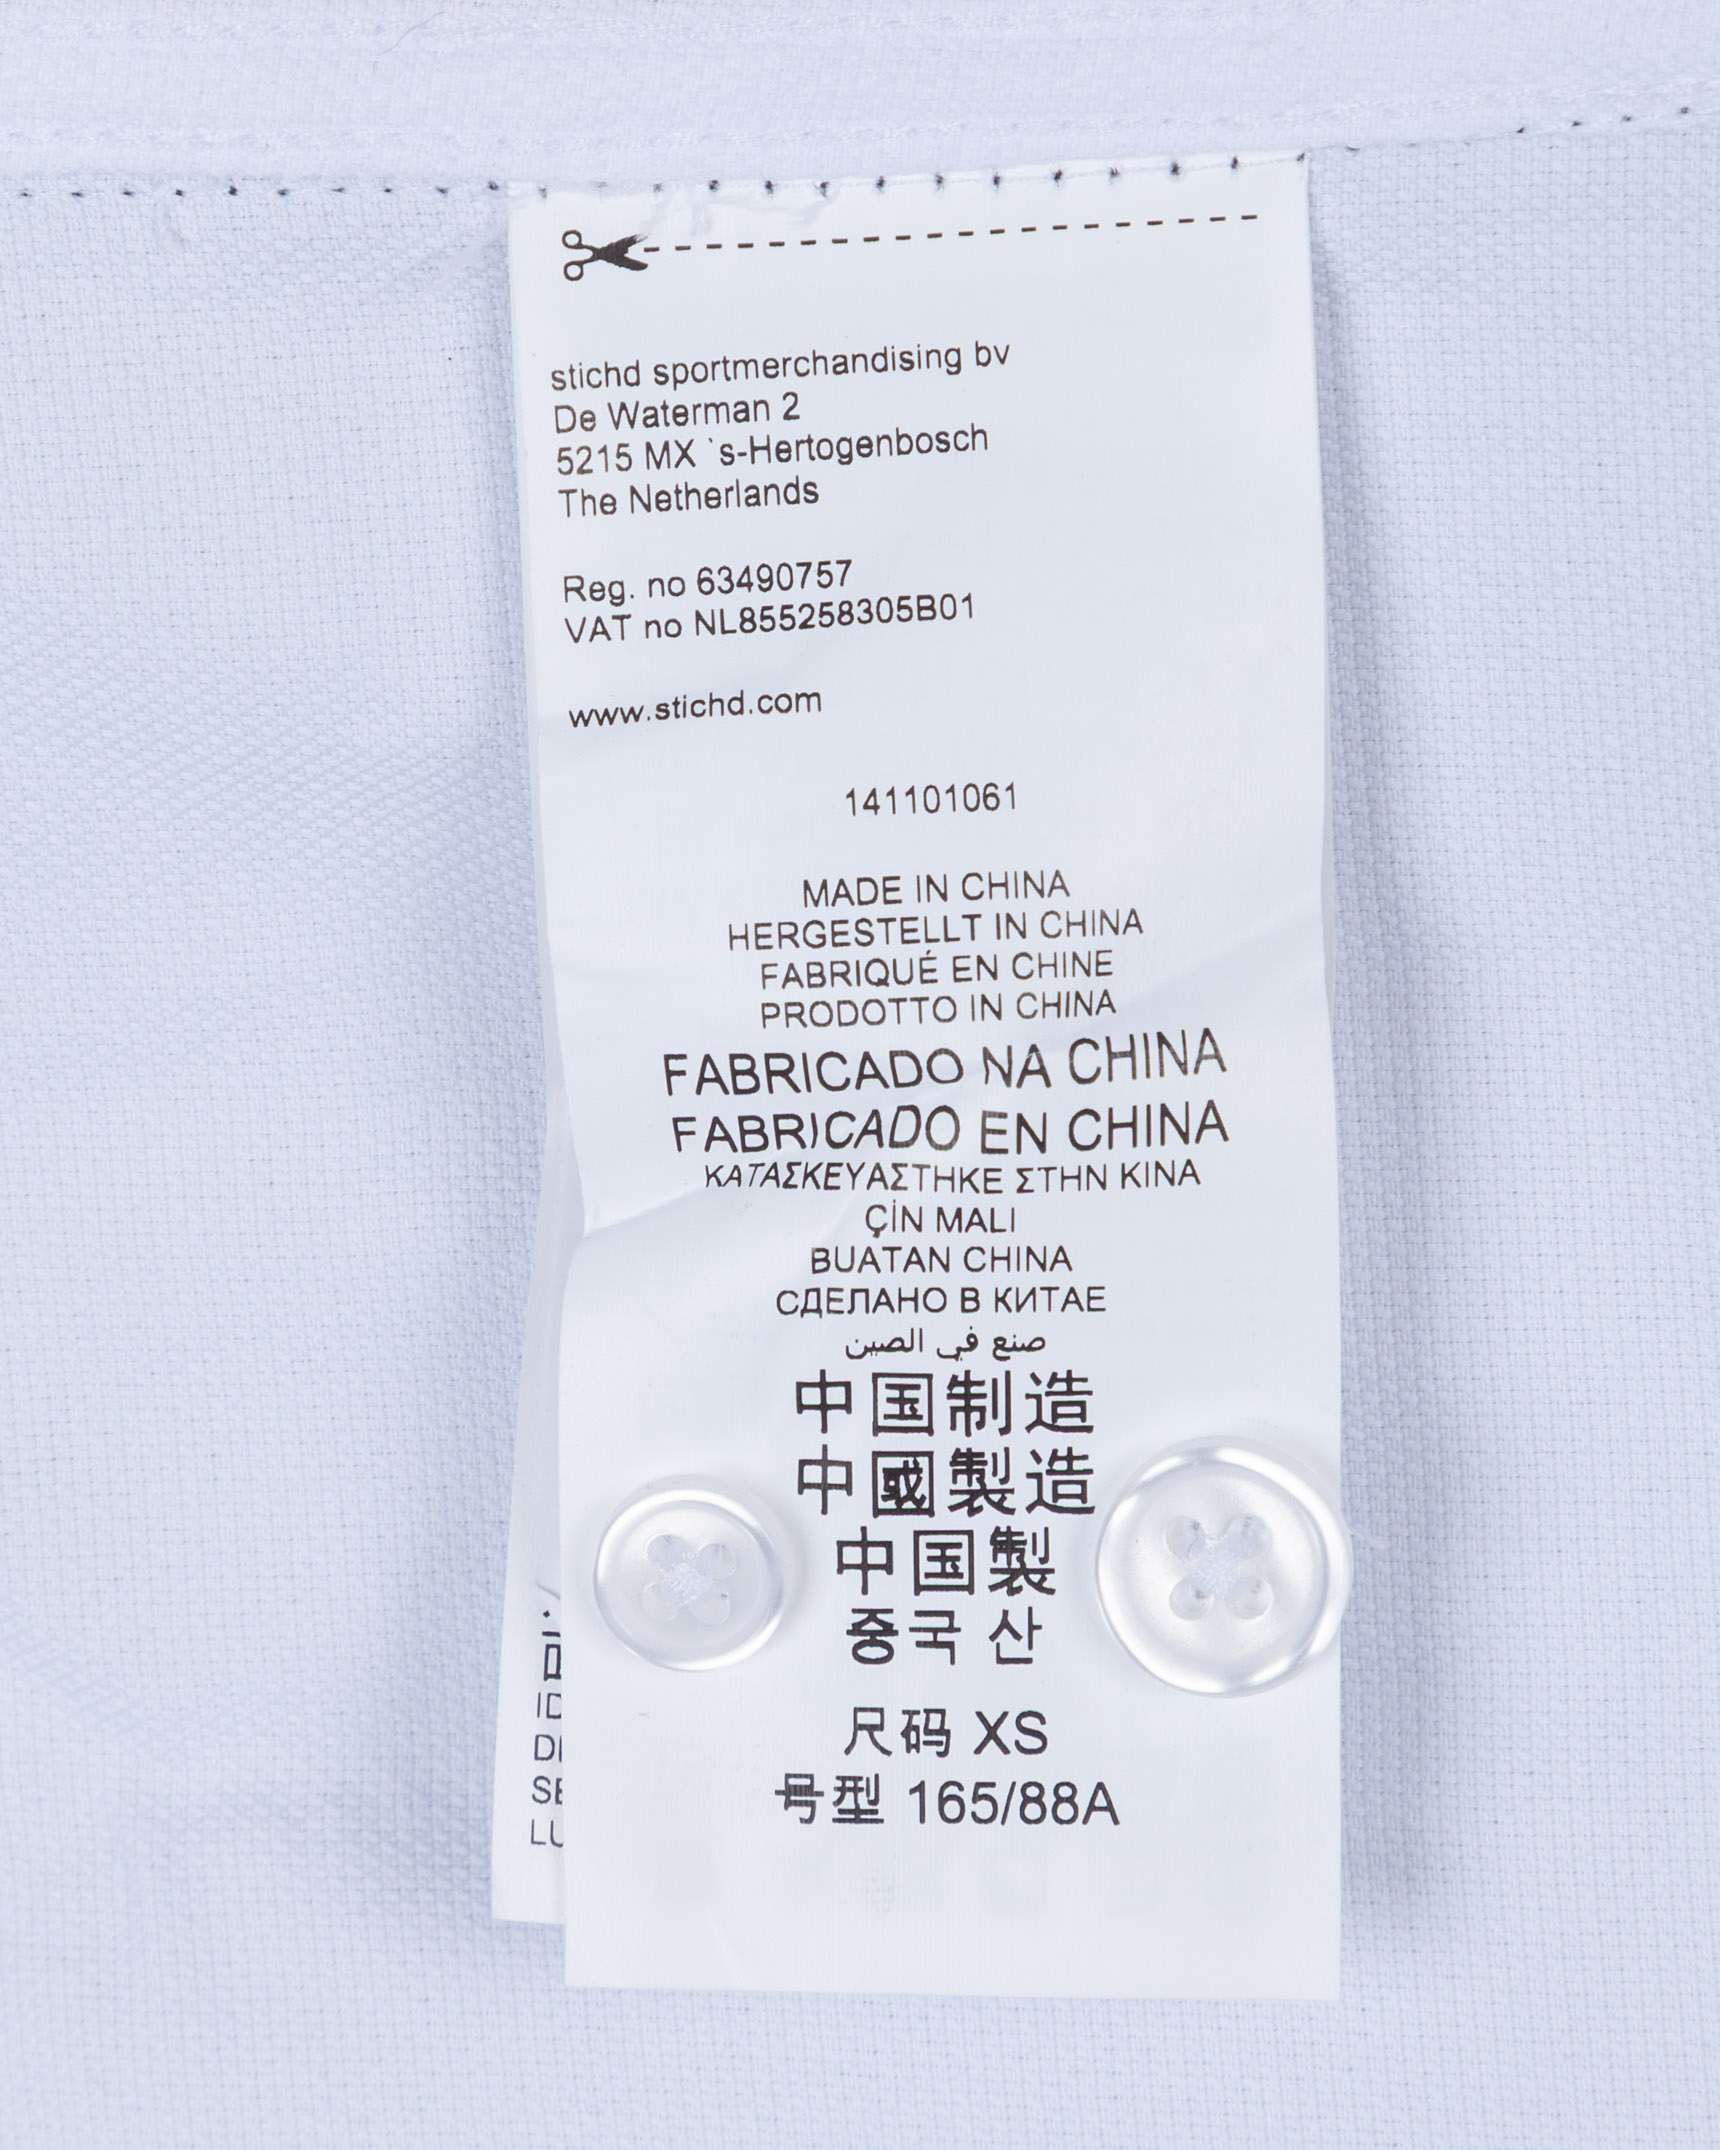 stichd sportmerchandising bv
De Waterman 2
5215 MX `s-Hertogenbosch
The Netherlands
Reg. no 63490757
VAT no NL855258305B01
www.stichd.com
141101061
MADE IN CHINA
HERGESTELLT IN CHINA
FABRIQUÉ EN CHINE
PRODOTTO IN CHINA
FABRICADO NA CHINA
FABRICADO EN CHINA
ΚΑΤΑΣΚΕΥΑΣΤΗΚΕ ΣΤΗΝ ΚΙΝΑ
ÇİN MALI
BUATAN CHINA
СДЕЛАНО В КИТАЕ
صنع في الصين
中国制造
中國製造
中国製
중국 산
尺码 XS
号型 165/88A